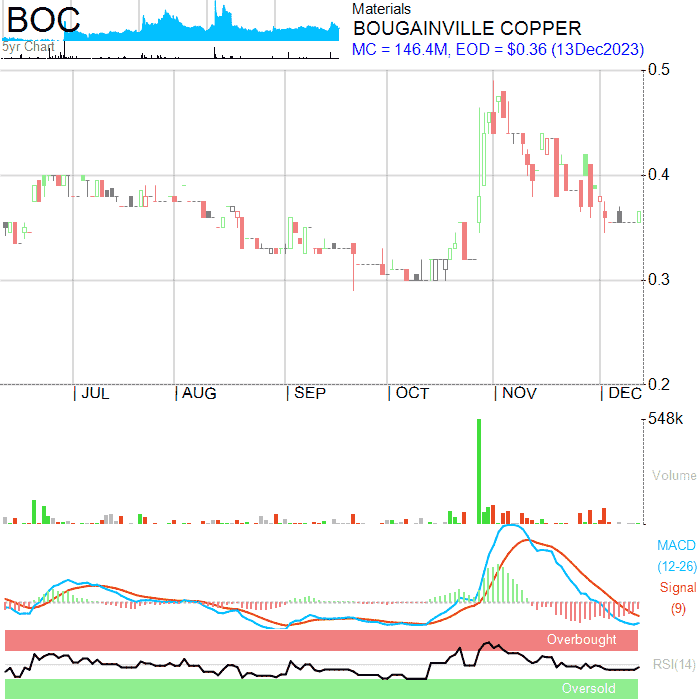 BOC
5yr Chart
Materials
BOUGAINVILLE COPPER
MC = 146.4M, EOD = $0.36 (13Dec2023)
0.5
0.4
0.3
0.2
| JUL | AUG | SEP | OCT | NOV | DEC
548k
Volume
MACD
(12-26)
Signal
(9)
Overbought
RSI(14)
Oversold